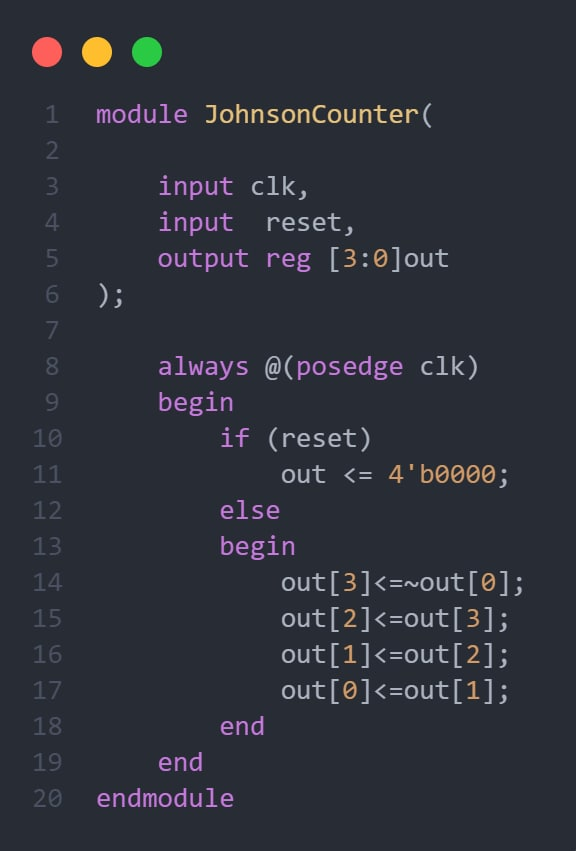 1 module JohnsonCounter(
2
3     input clk,
4     input  reset,
5     output reg [3:0]out
6 );
7
8     always @(posedge clk)
9     begin
10         if (reset)
11             out <= 4'b0000;
12         else
13         begin
14             out[3]<=~out[0];
15             out[2]<=out[3];
16             out[1]<=out[2];
17             out[0]<=out[1];
18         end
19     end
20 endmodule